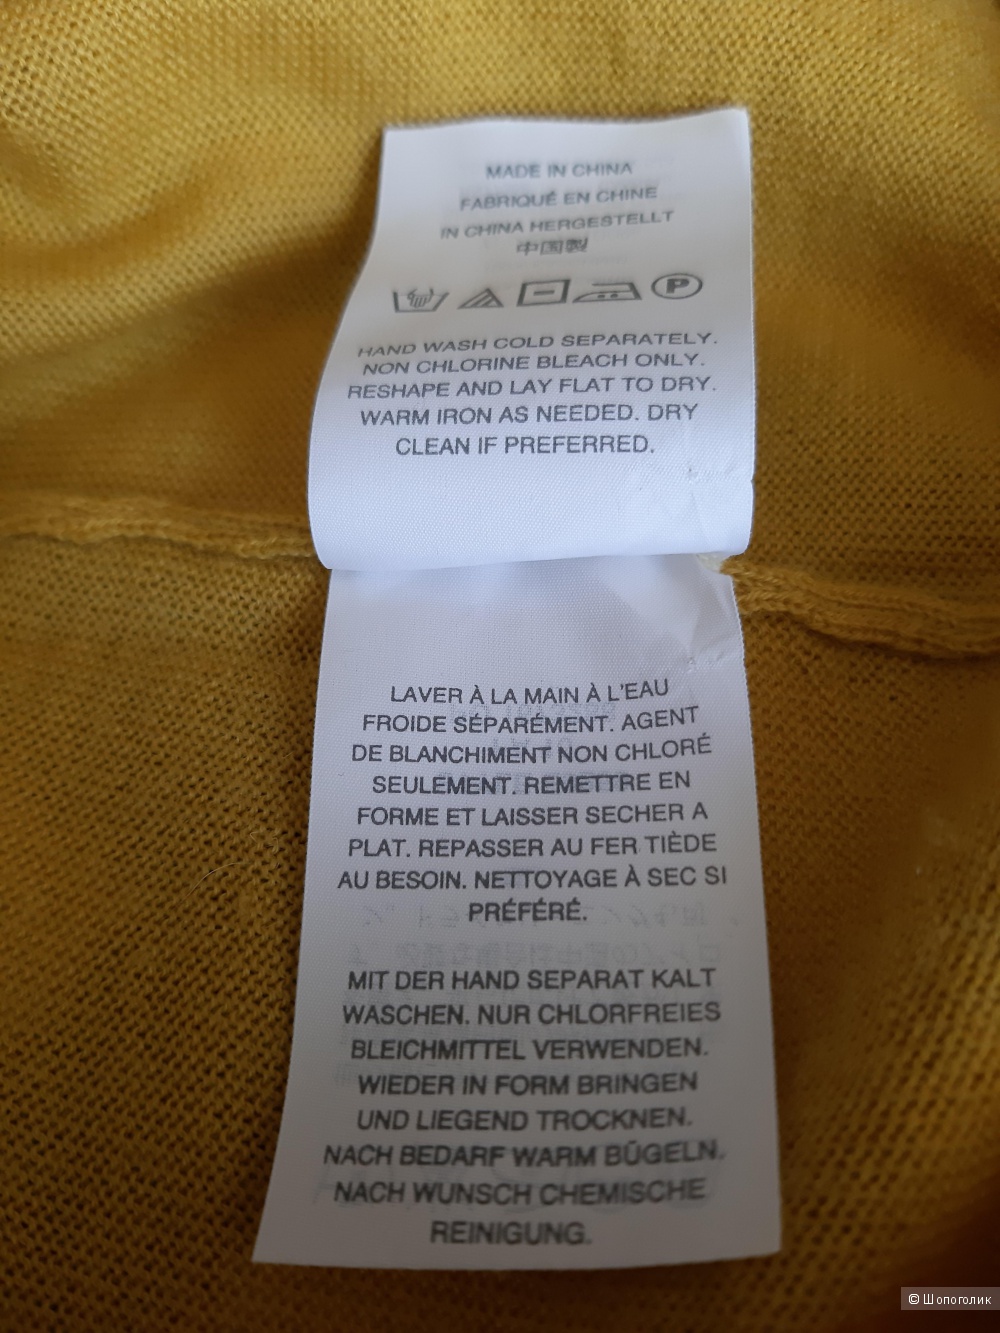 MADE IN CHINA
FABRIQUÉ EN CHINE
IN CHINA HERGESTELLT
中国製
P
HAND WASH COLD SEPARATELY.
NON CHLORINE BLEACH ONLY.
RESHAPE AND LAY FLAT TO DRY.
WARM IRON AS NEEDED. DRY
CLEAN IF PREFERRED.
LAVER À LA MAIN À L'EAU
FROIDE SÉPARÉMENT. AGENT
DE BLANCHIMENT NON CHLORÉ
SEULEMENT. REMETTRE EN
FORME ET LAISSER SECHER A
PLAT. REPASSER AU FER TIÈDE
AU BESOIN. NETTOYAGE À SEC SI
PRÉFÉRÉ.
MIT DER HAND SEPARAT KALT
WASCHEN. NUR CHLORFREIES
BLEICHMITTEL VERWENDEN.
WIEDER IN FORM BRINGEN
UND LIEGEND TROCKNEN.
NACH BEDARF WARM BÜGELN.
NACH WUNSCH CHEMISCHE
REINIGUNG.
© Шопоголик